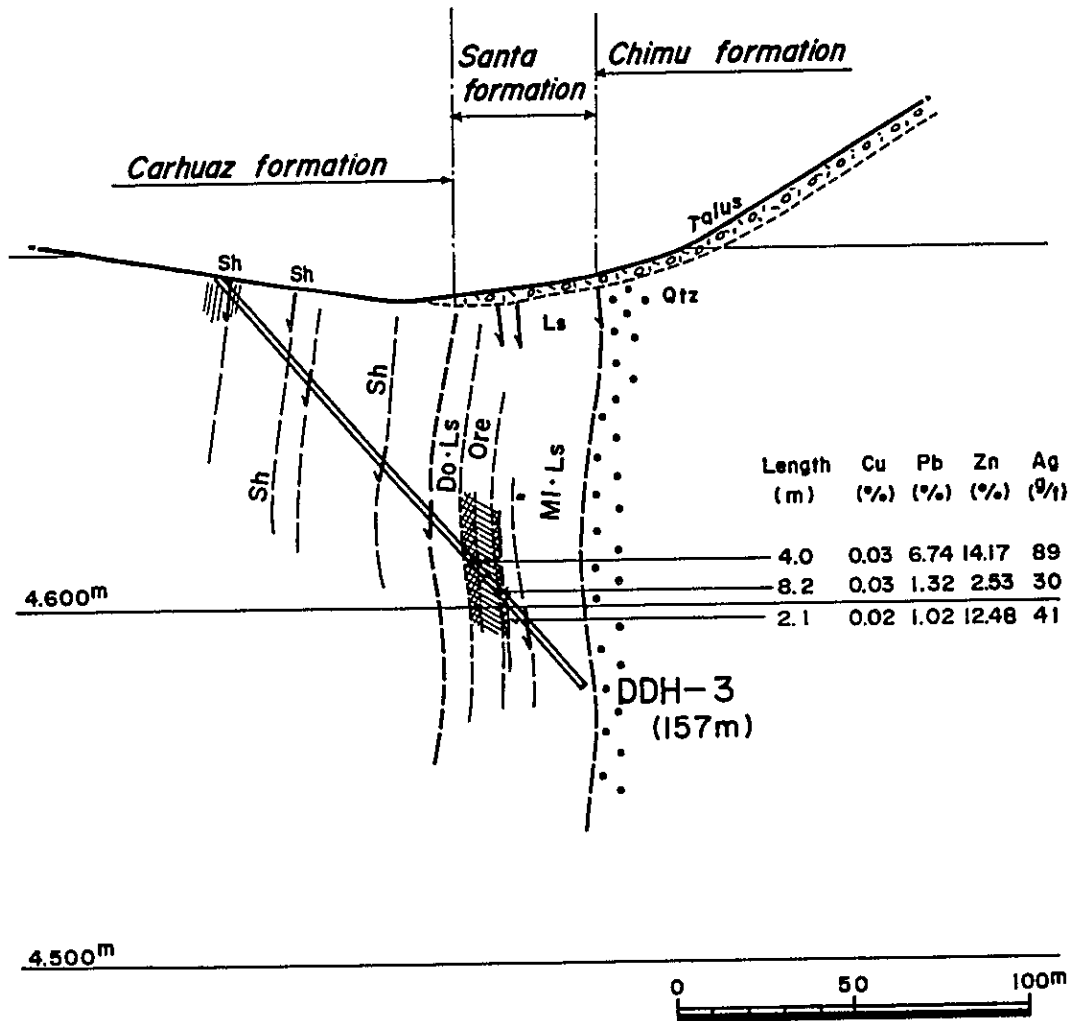 Santa
formation
Chimu formation
Carhuaz formation
Talus
Sh
Sh
Qtz
Ls
Sh
Do·Ls
Ore
Ml·Ls
Sh
Length Cu Pb Zn Ag
(m) (%) (%) (%) (g/t)
4.0 0.03 6.74 14.17 89
8.2 0.03 1.32 2.53 30
4.600m
2.1 0.02 1.02 12.48 41
DDH-3
(157m)
4.500m
0 50 100m